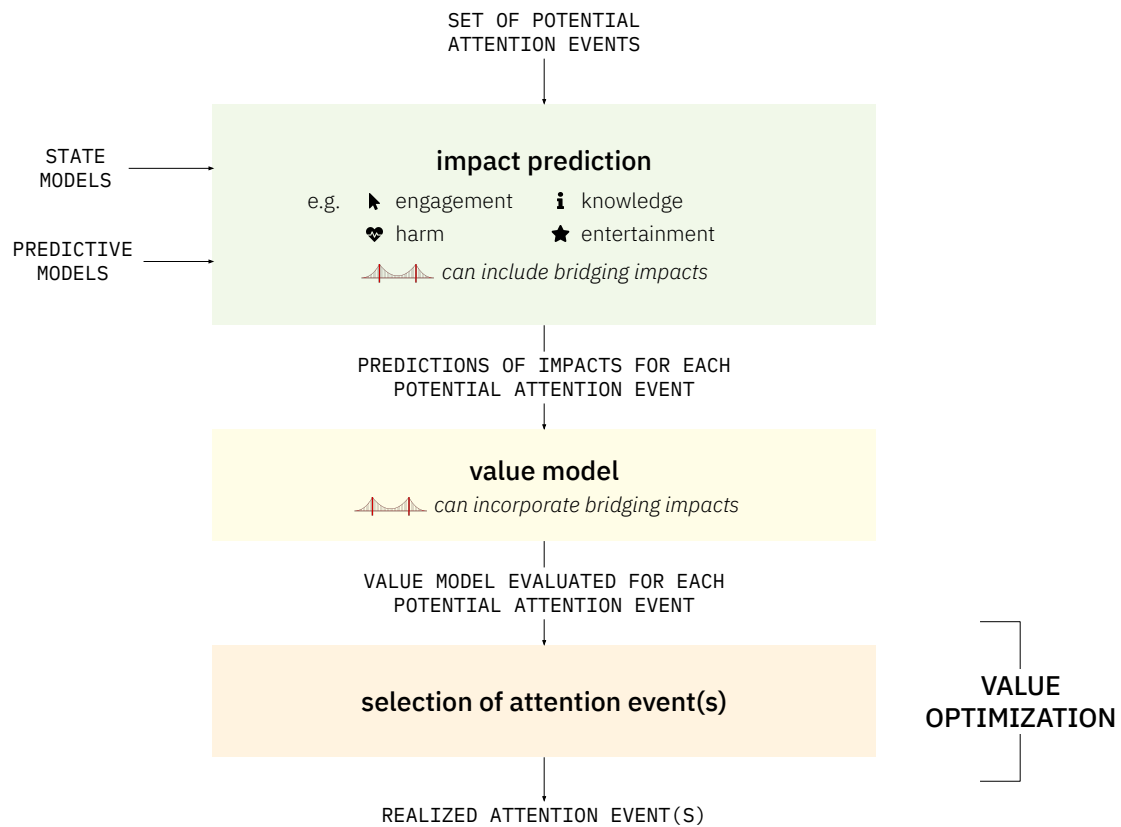 SET OF POTENTIAL
ATTENTION EVENTS
STATE
MODELS
PREDICTIVE
MODELS
impact prediction
e.g. engagement knowledge
harm entertainment
can include bridging impacts
PREDICTIONS OF IMPACTS FOR EACH
POTENTIAL ATTENTION EVENT
value model
can incorporate bridging impacts
VALUE MODEL EVALUATED FOR EACH
POTENTIAL ATTENTION EVENT
selection of attention event(s)
VALUE
OPTIMIZATION
REALIZED ATTENTION EVENT(S)